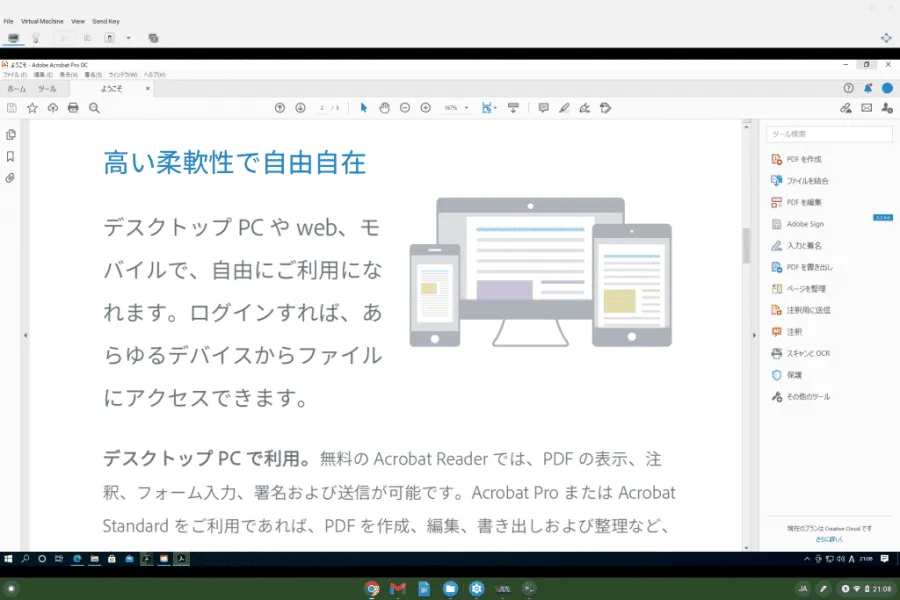 File Virtual Machine View Send Key
ようこそ - Adobe Acrobat Pro DC
ファイル(F) 編集(E) 表示(V) 署名(S) ウィンドウ(W) ヘルプ(H)
ホーム ツール ようこそ ×
2 / 5 167%
高い柔軟性で自由自在
デスクトップ PC や web、モ
バイルで、自由にご利用にな
れます。ログインすれば、あ
らゆるデバイスからファイル
にアクセスできます。
デスクトップ PC で利用。無料の Acrobat Reader では、PDF の表示、注
釈、フォーム入力、署名および送信が可能です。Acrobat Pro または Acrobat
Standard をご利用であれば、PDF を作成、編集、書き出しおよび整理など、
ツール検索
PDF を作成
ファイルを結合
PDF を編集
Adobe Sign
入力と署名
PDF を書き出し
ページを整理
注釈用に送信
注釈
スキャンと OCR
保護
その他のツール
現在のプランは Creative Cloud です
さらに詳しく
A 21:08
JA 21:08